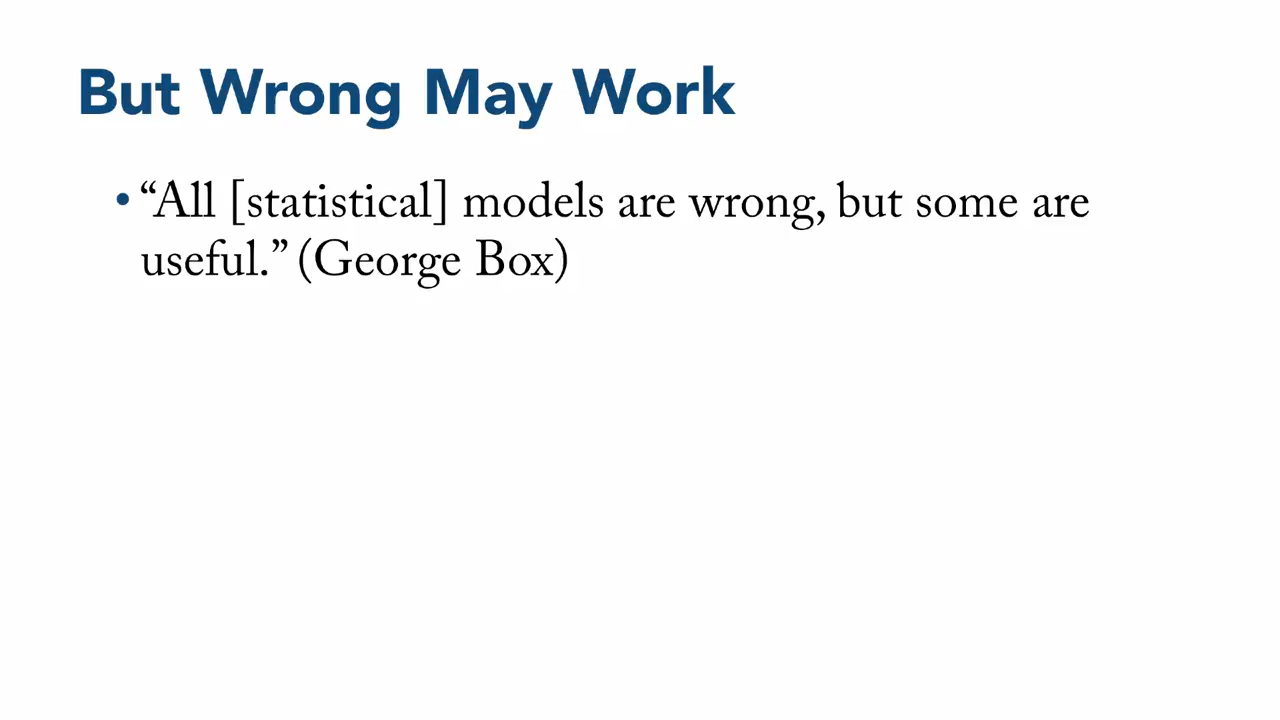 But Wrong May Work
• “All [statistical] models are wrong, but some are
useful.” (George Box)